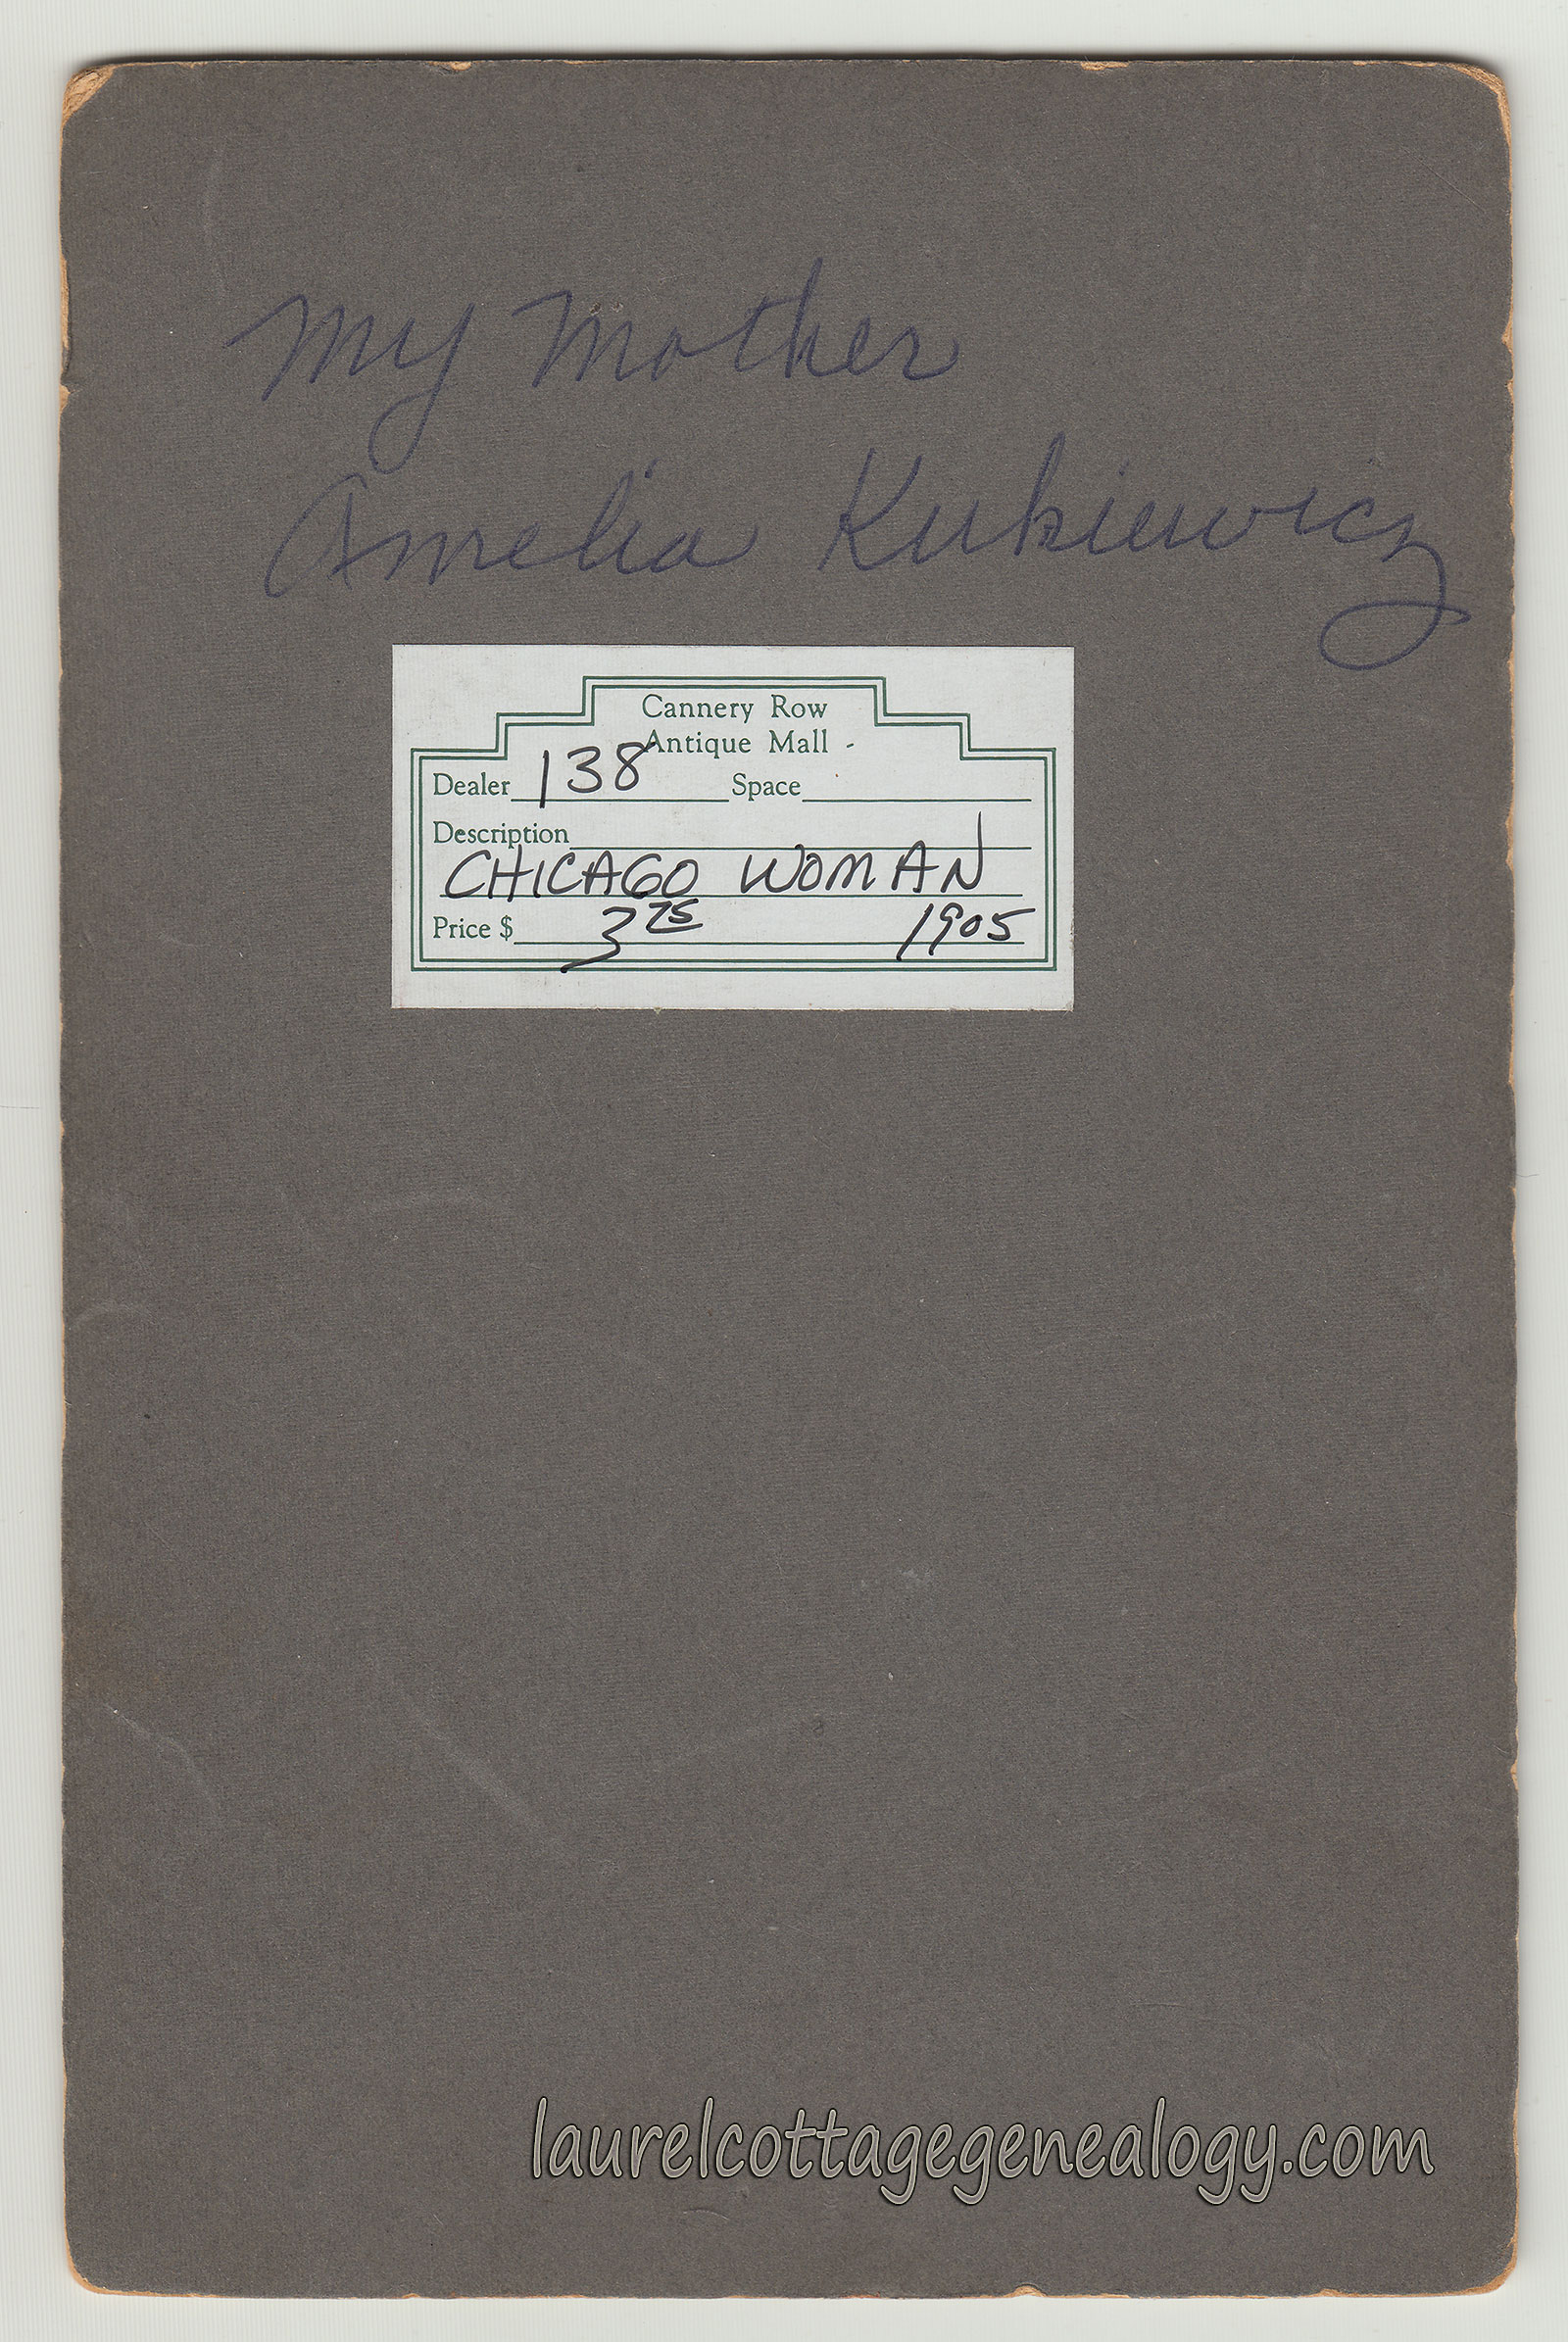 My Mother
Amelia Kukiewicz
Cannery Row
Antique Mall
Dealer 138 Space
Description
CHICAGO WOMAN
Price $ 3 75 1905
laurelcottagegenealogy.com